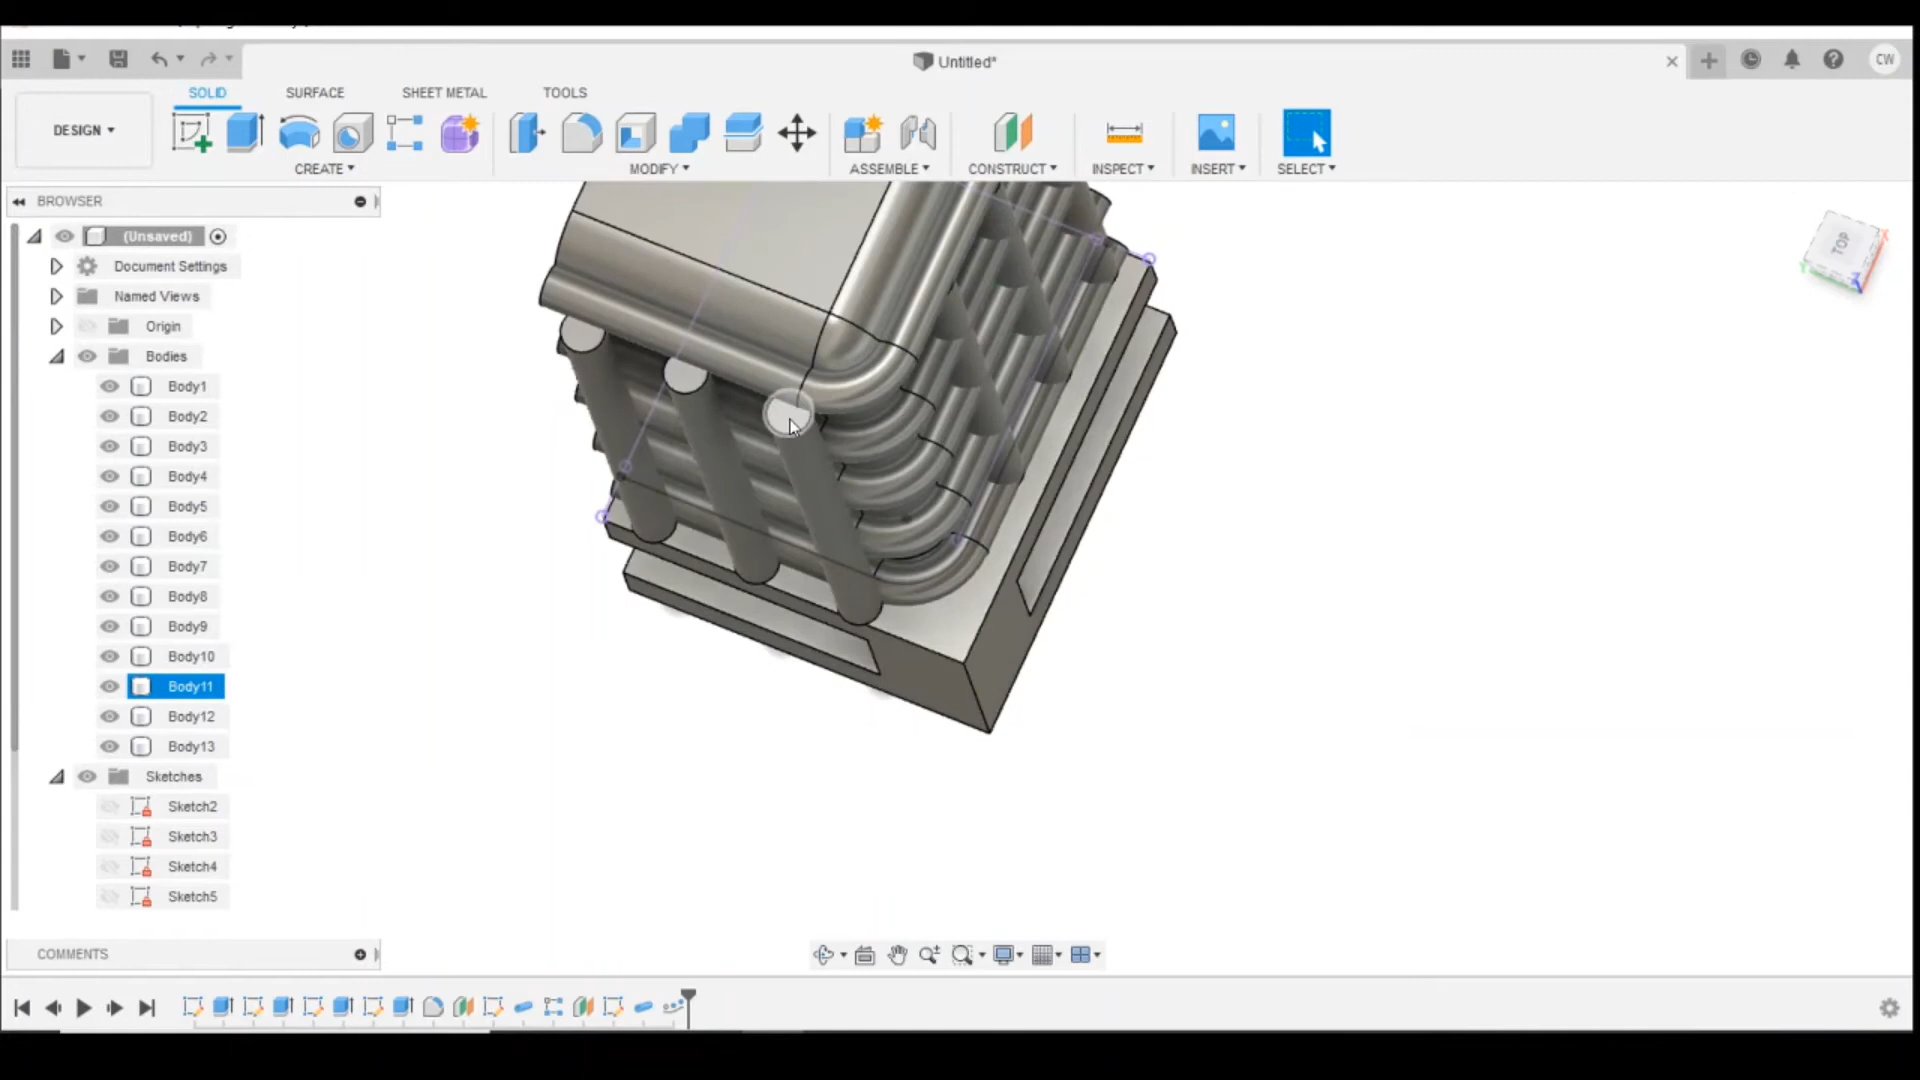 Untitled*
CW
SOLID
SURFACE
SHEET METAL
TOOLS
DESIGN
CREATE
MODIFY
ASSEMBLE
CONSTRUCT
INSPECT
INSERT
SELECT
BROWSER
(Unsaved)
Document Settings
Named Views
Origin
Bodies
Body1
Body2
Body3
Body4
Body5
Body6
Body7
Body8
Body9
Body10
Body11
Body12
Body13
Sketches
Sketch2
Sketch3
Sketch4
Sketch5
COMMENTS
TOP
X
Y
Z